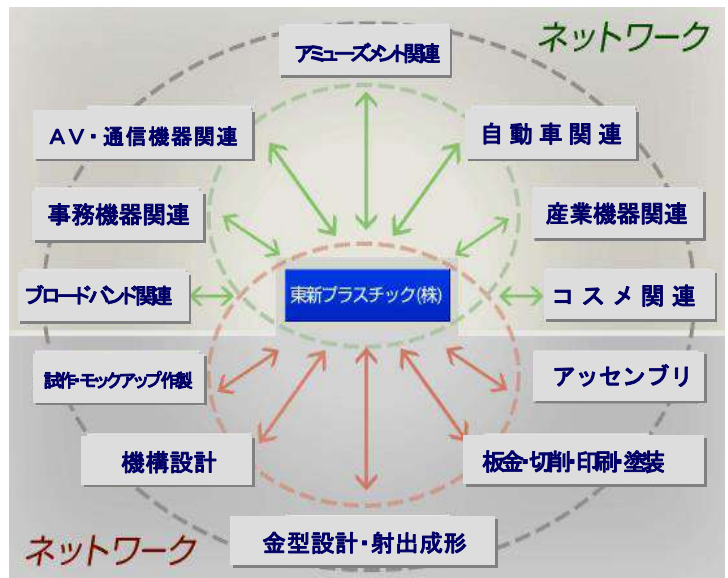 ネットワーク
アミューズメント関連
AV・通信機器関連
自動車関連
事務機器関連
産業機器関連
ブロードバンド関連
東新プラスチック(株)
コスメ関連
試作・モックアップ作製
アッセンブリ
機構設計
板金・切削・印刷・塗装
金型設計・射出成形
ネットワーク